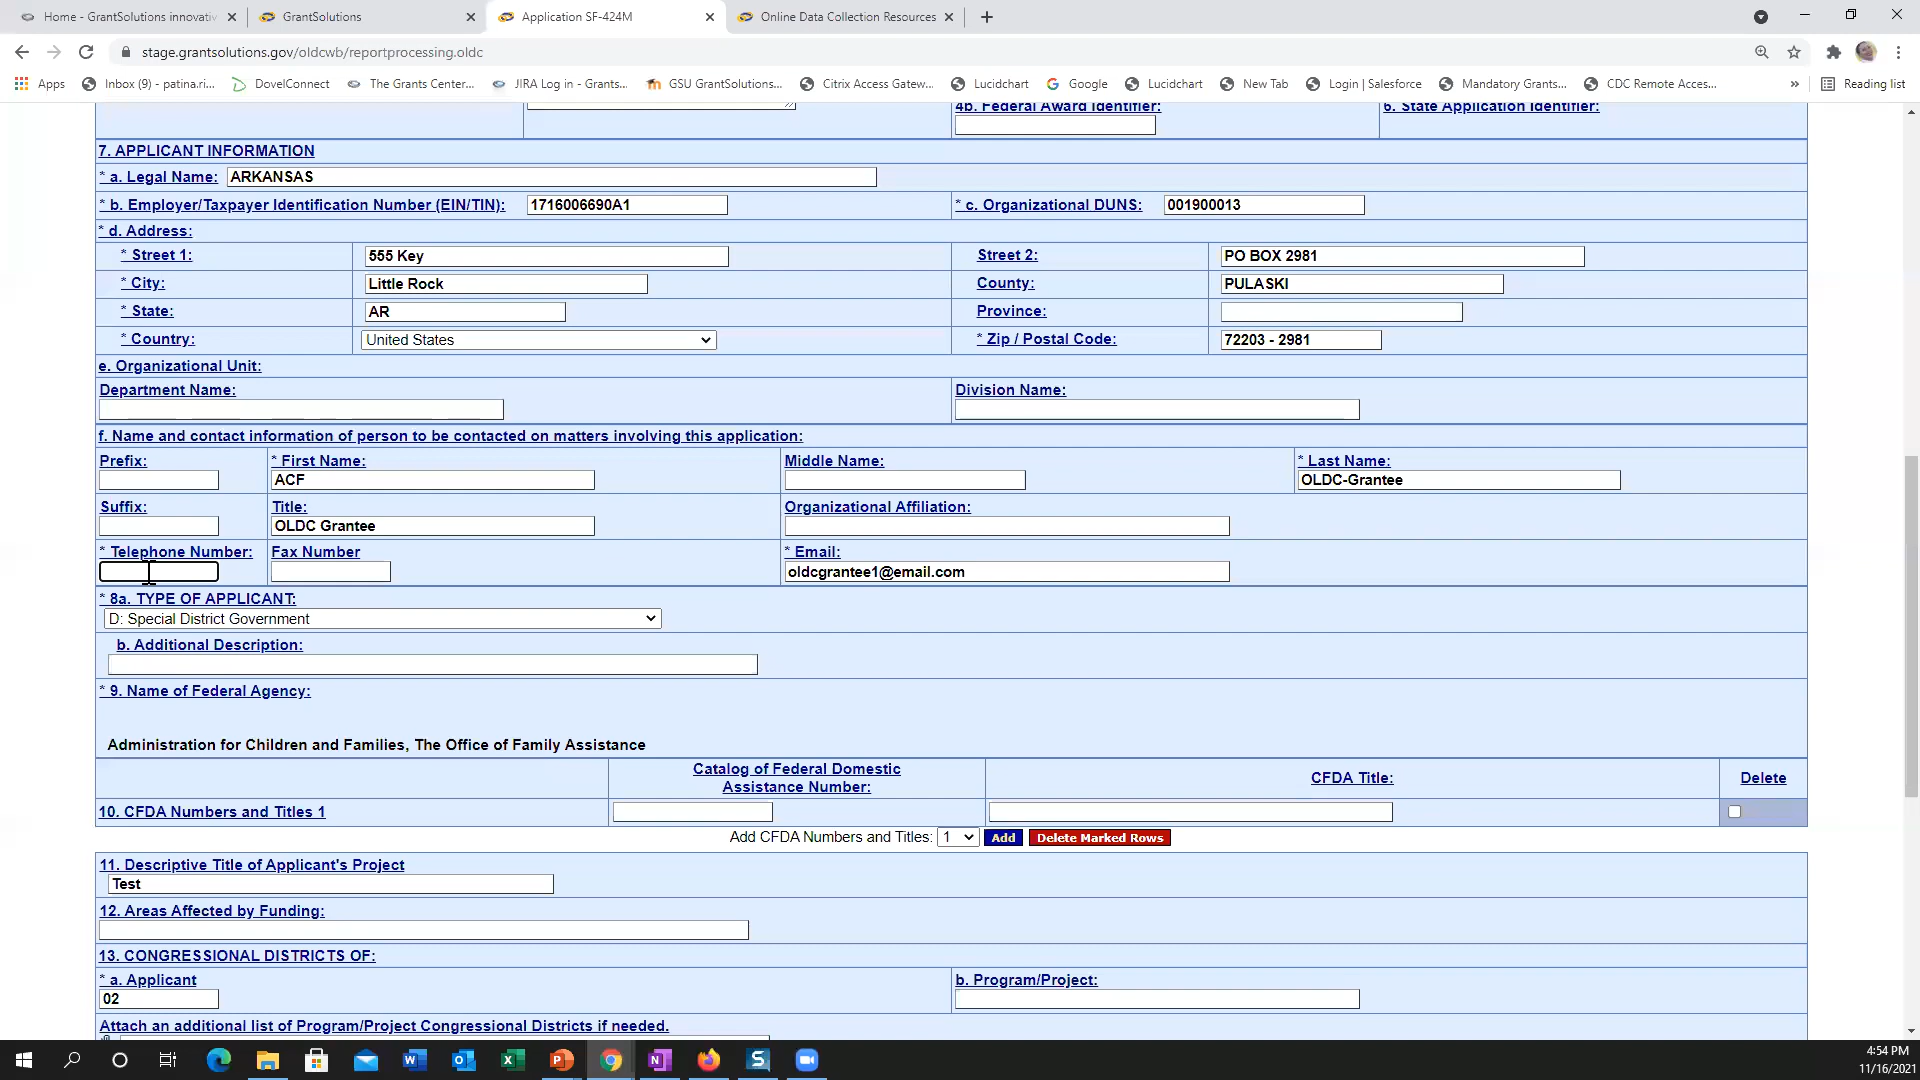 Home - GrantSolutions innovativ
GrantSolutions
Application SF-424M
Online Data Collection Resources
stage.grantsolutions.gov/oldcwb/reportprocessing.oldc
Apps
Inbox (9) - patina.ri...
DovelConnect
The Grants Center...
JIRA Log in - Grants...
GSU GrantSolutions...
Citrix Access Gatew...
Lucidchart
Google
Lucidchart
New Tab
Login | Salesforce
Mandatory Grants...
CDC Remote Acces...
»
Reading list
4b. Federal Award Identifier:
6. State Application Identifier:
7. APPLICANT INFORMATION
* a. Legal Name: ARKANSAS
* b. Employer/Taxpayer Identification Number (EIN/TIN): 1716006690A1
* c. Organizational DUNS: 001900013
* d. Address:
* Street 1: 555 Key
Street 2: PO BOX 2981
* City: Little Rock
County: PULASKI
* State: AR
Province:
* Country: United States
* Zip / Postal Code: 72203 - 2981
e. Organizational Unit:
Department Name:
Division Name:
f. Name and contact information of person to be contacted on matters involving this application:
Prefix:
* First Name:
Middle Name:
* Last Name:
ACF
OLDC-Grantee
Suffix:
Title:
Organizational Affiliation:
OLDC Grantee
* Telephone Number:
Fax Number
* Email:
oldcgrantee1@email.com
* 8a. TYPE OF APPLICANT:
D: Special District Government
b. Additional Description:
* 9. Name of Federal Agency:
Administration for Children and Families, The Office of Family Assistance
Catalog of Federal Domestic
Assistance Number:
CFDA Title:
Delete
10. CFDA Numbers and Titles 1
Add CFDA Numbers and Titles: 1 Add Delete Marked Rows
11. Descriptive Title of Applicant's Project
Test
12. Areas Affected by Funding:
13. CONGRESSIONAL DISTRICTS OF:
* a. Applicant
b. Program/Project:
02
Attach an additional list of Program/Project Congressional Districts if needed.
4:54 PM
11/16/2021